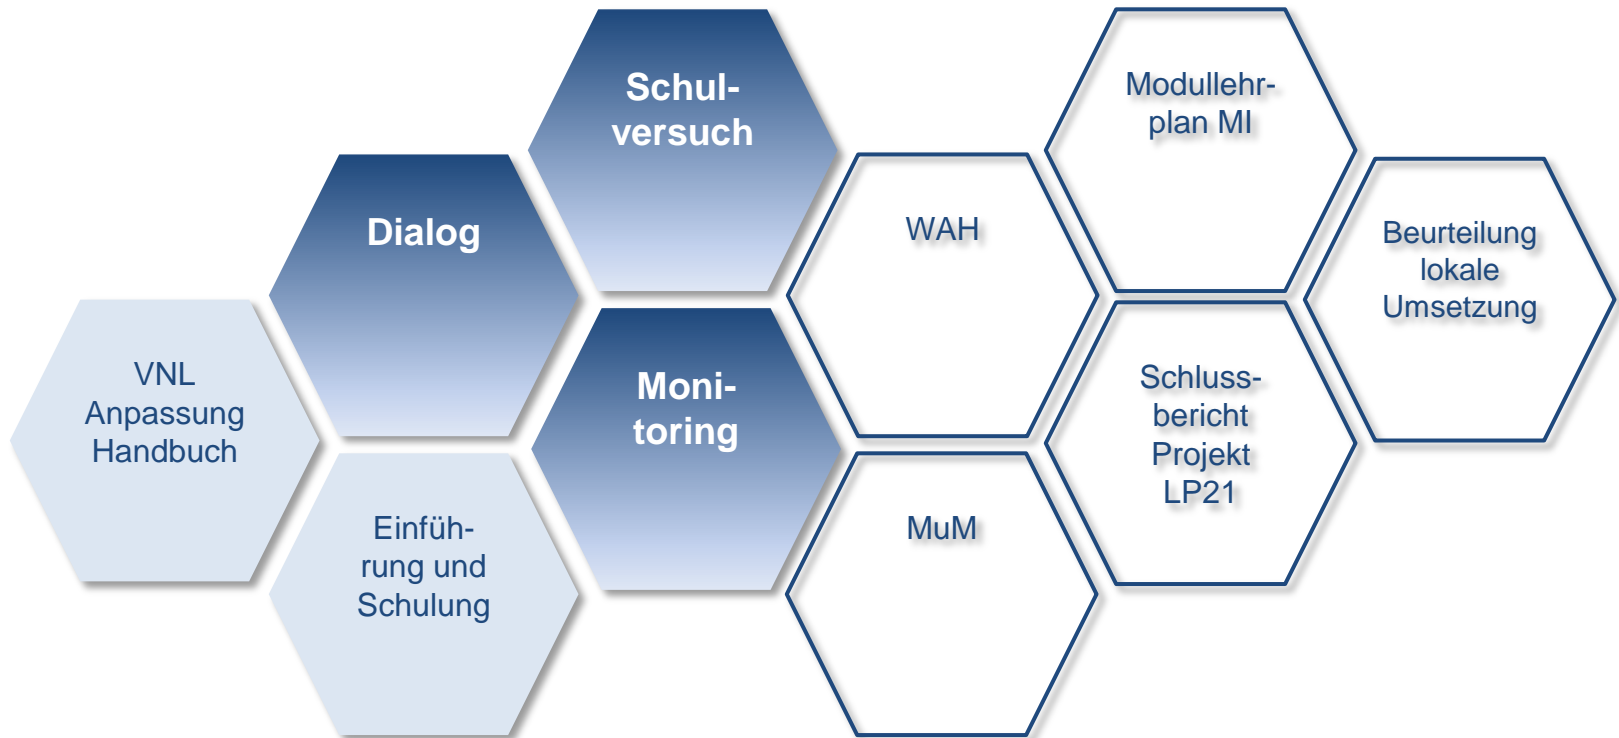 Schul-
versuch
Modullehr-
plan MI
Dialog
WAH
Beurteilung
lokale
Umsetzung
VNL
Anpassung
Handbuch
Moni-
toring
Schluss-
bericht
Projekt
LP21
Einfüh-
rung und
Schulung
MuM